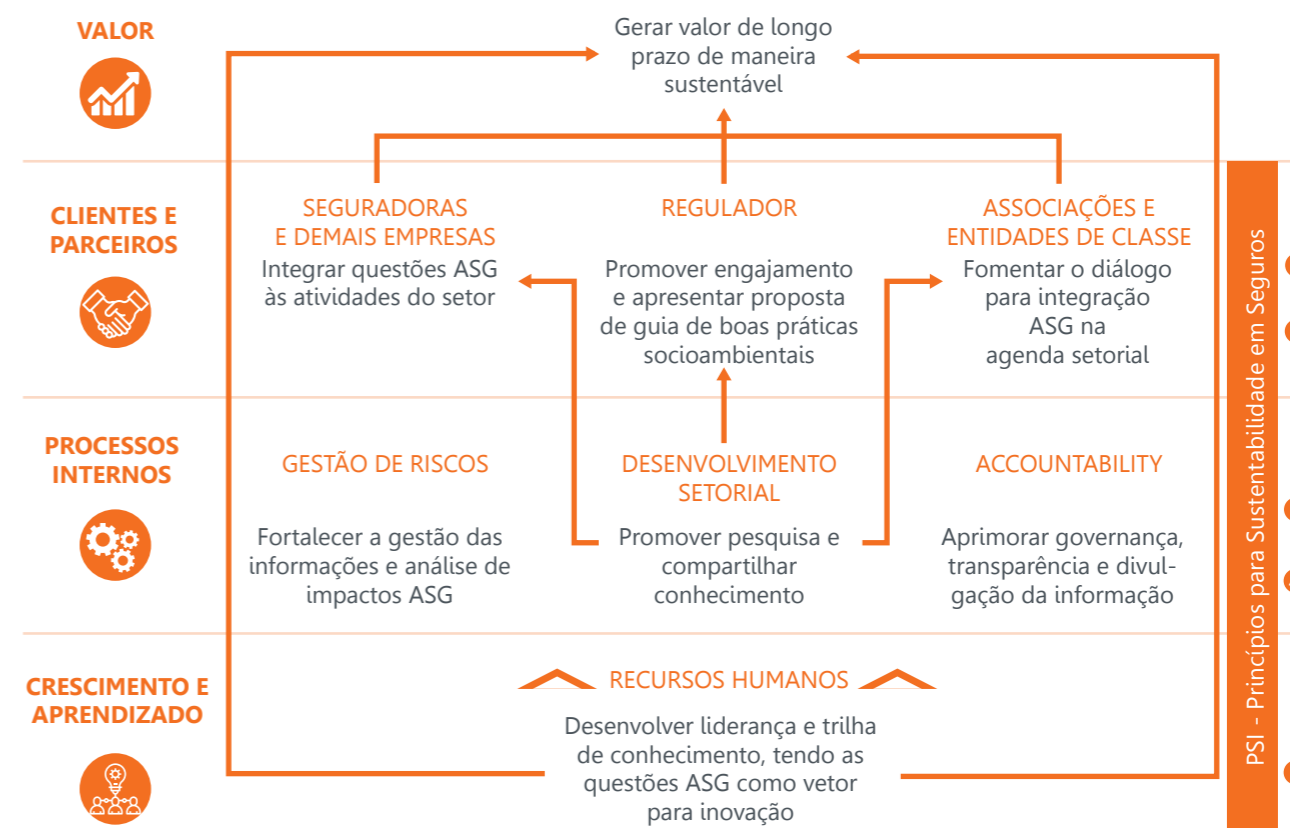 VALOR
Gerar valor de longo
prazo de maneira
sustentável
CLIENTES E
PARCEIROS
SEGURADORAS
E DEMAIS EMPRESAS
Integrar questões ASG
às atividades do setor
REGULADOR
Promover engajamento
e apresentar proposta
de guia de boas práticas
socioambientais
ASSOCIAÇÕES E
ENTIDADES DE CLASSE
Fomentar o diálogo
para integração
ASG na
agenda setorial
PROCESSOS
INTERNOS
GESTÃO DE RISCOS
Fortalecer a gestão das
informações e análise de
impactos ASG
DESENVOLVIMENTO
SETORIAL
Promover pesquisa e
compartilhar
conhecimento
ACCOUNTABILITY
Aprimorar governança,
transparência e divul-
gação da informação
CRESCIMENTO E
APRENDIZADO
RECURSOS HUMANOS
Desenvolver liderança e trilha
de conhecimento, tendo as
questões ASG como vetor
para inovação
PSI - Princípios para Sustentabilidade em Seguros